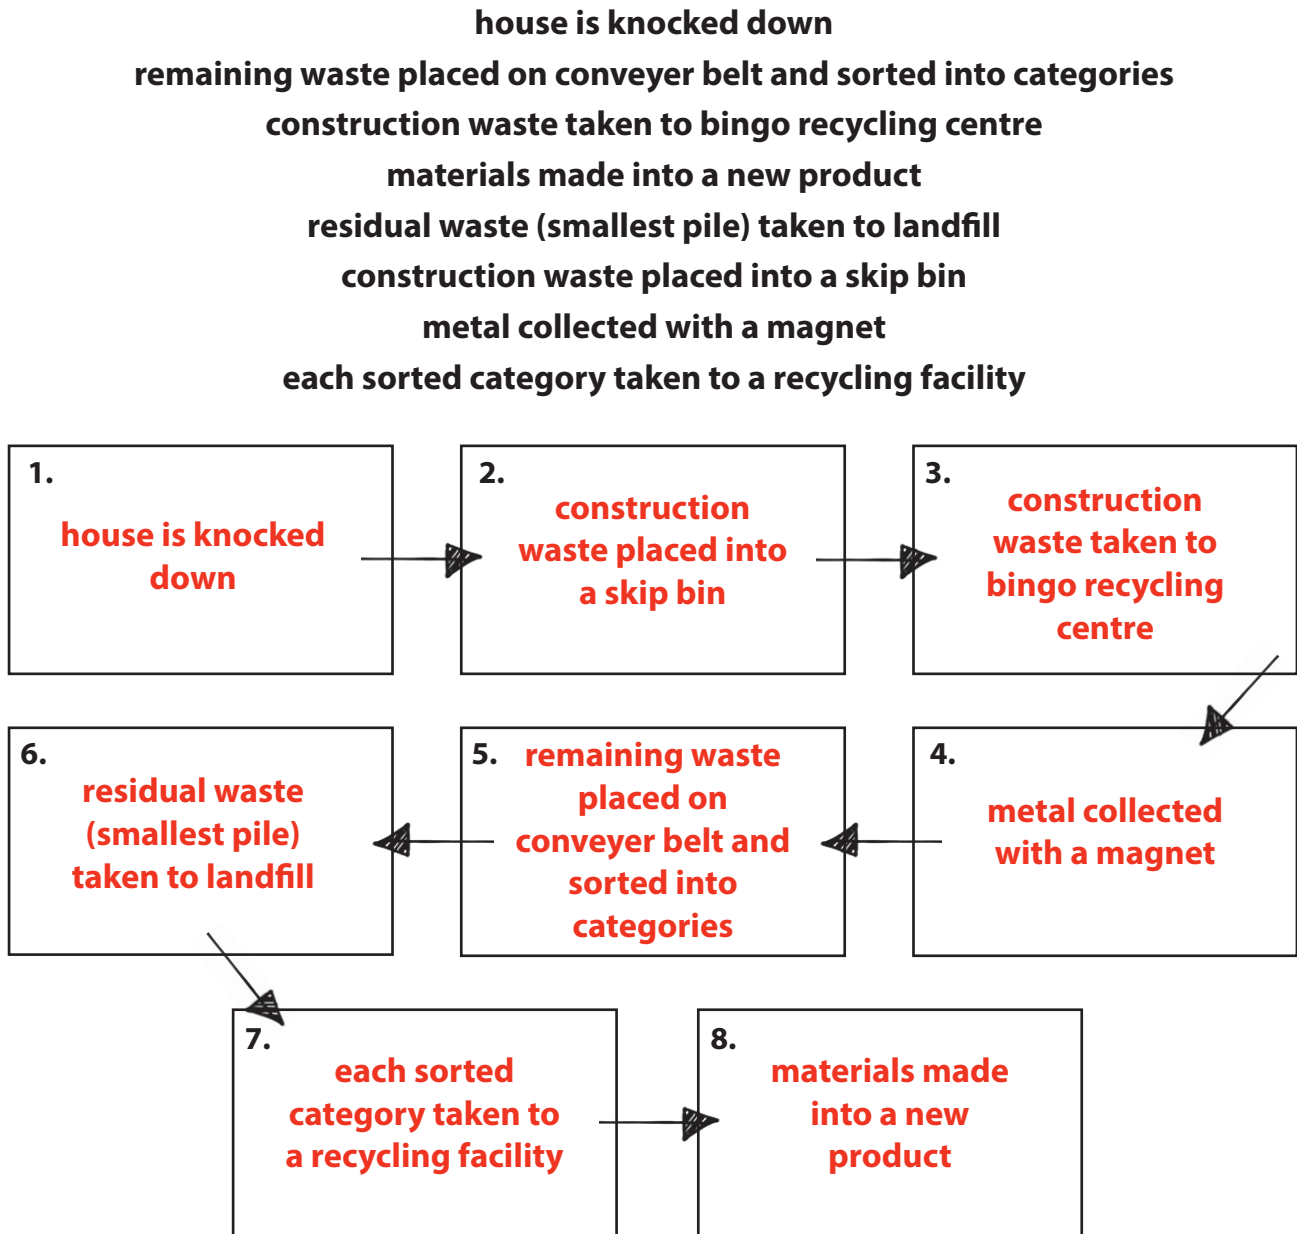 house is knocked down
remaining waste placed on conveyer belt and sorted into categories
construction waste taken to bingo recycling centre
materials made into a new product
residual waste (smallest pile) taken to landfill
construction waste placed into a skip bin
metal collected with a magnet
each sorted category taken to a recycling facility
1.
house is knocked
down
2.
construction
waste placed into
a skip bin
3.
construction
waste taken to
bingo recycling
centre
4.
metal collected
with a magnet
5.
remaining waste
placed on
conveyer belt and
sorted into
categories
6.
residual waste
(smallest pile)
taken to landfill
7.
each sorted
category taken to
a recycling facility
8.
materials made
into a new
product